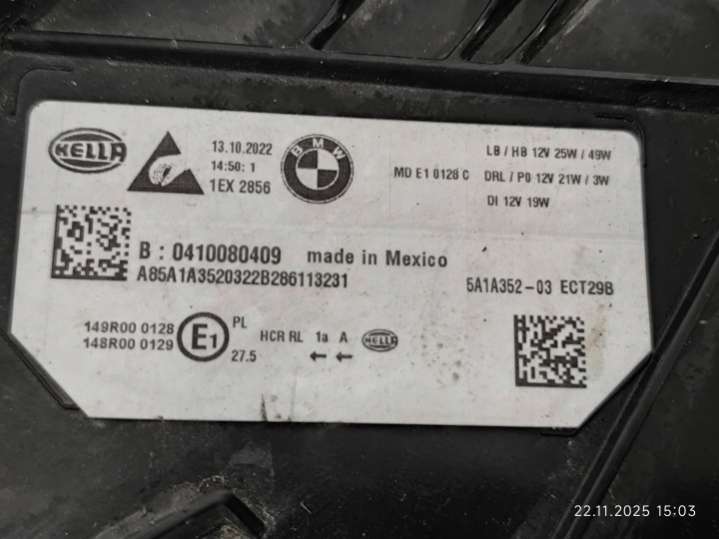 HELLA
13.10.2022
14:50: 1
1EX 2856
BMW
LB / HB 12V 25W / 49W
MD E1 0128 C DRL / PO 12V 21W / 3W
DI 12V 19W
B : 0410080409 made in Mexico
A85A1A3520322B286113231
5A1A352-03 ECT29B
149R00 0128
148R00 0129
E1
PL
27.5
HCR RL 1a A
HELLA
22.11.2025 15:03